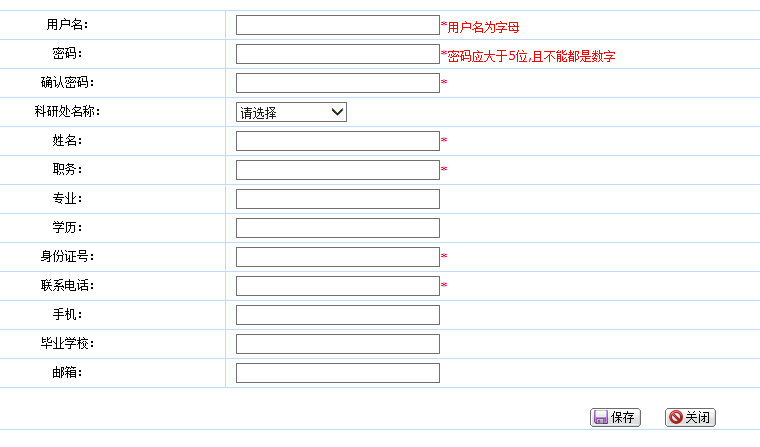 用户名： *用户名为字母
密码： *密码应大于5位,且不能都是数字
确认密码： *
科研处名称： 请选择
姓名： *
职务： *
专业：
学历：
身份证号： *
联系电话： *
手机：
毕业学校：
邮箱：
保存 关闭